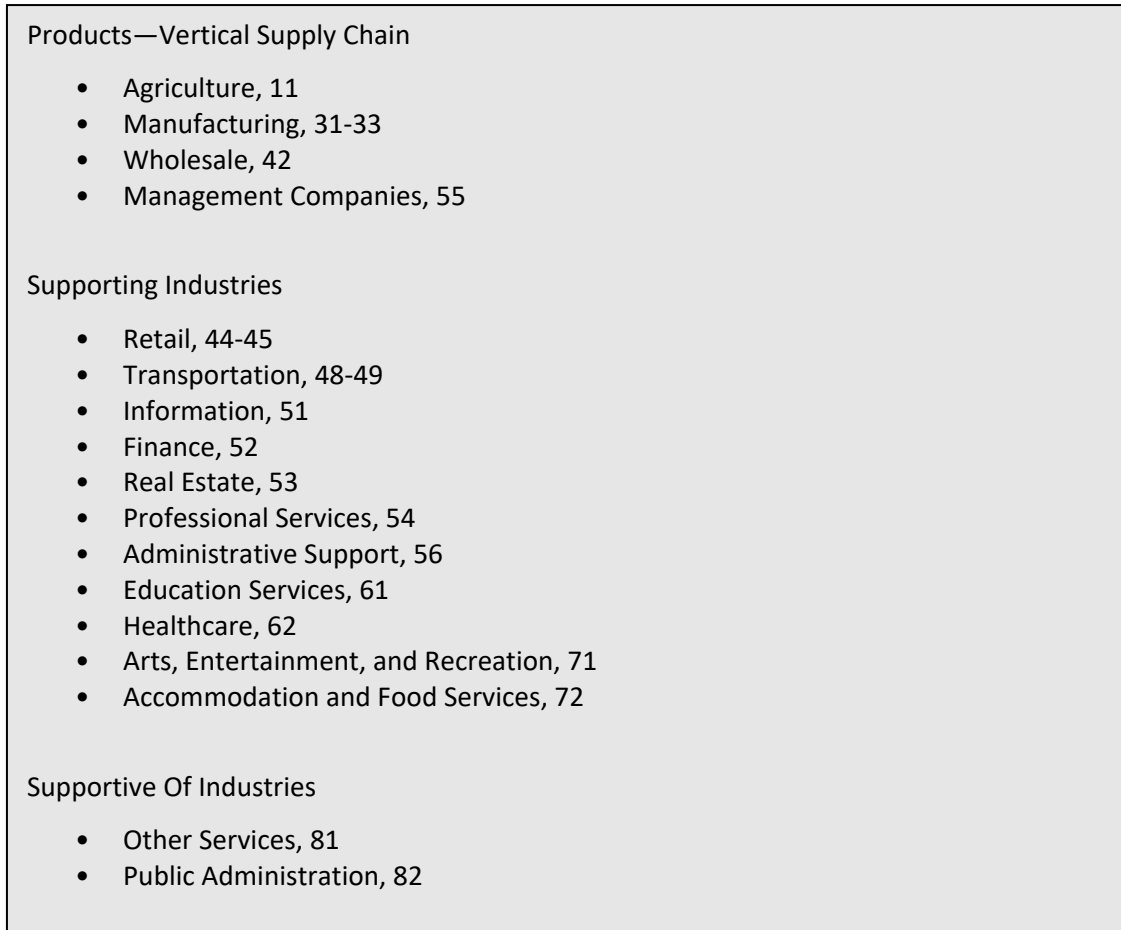 Products—Vertical Supply Chain
• Agriculture, 11
• Manufacturing, 31-33
• Wholesale, 42
• Management Companies, 55
Supporting Industries
• Retail, 44-45
• Transportation, 48-49
• Information, 51
• Finance, 52
• Real Estate, 53
• Professional Services, 54
• Administrative Support, 56
• Education Services, 61
• Healthcare, 62
• Arts, Entertainment, and Recreation, 71
• Accommodation and Food Services, 72
Supportive Of Industries
• Other Services, 81
• Public Administration, 82